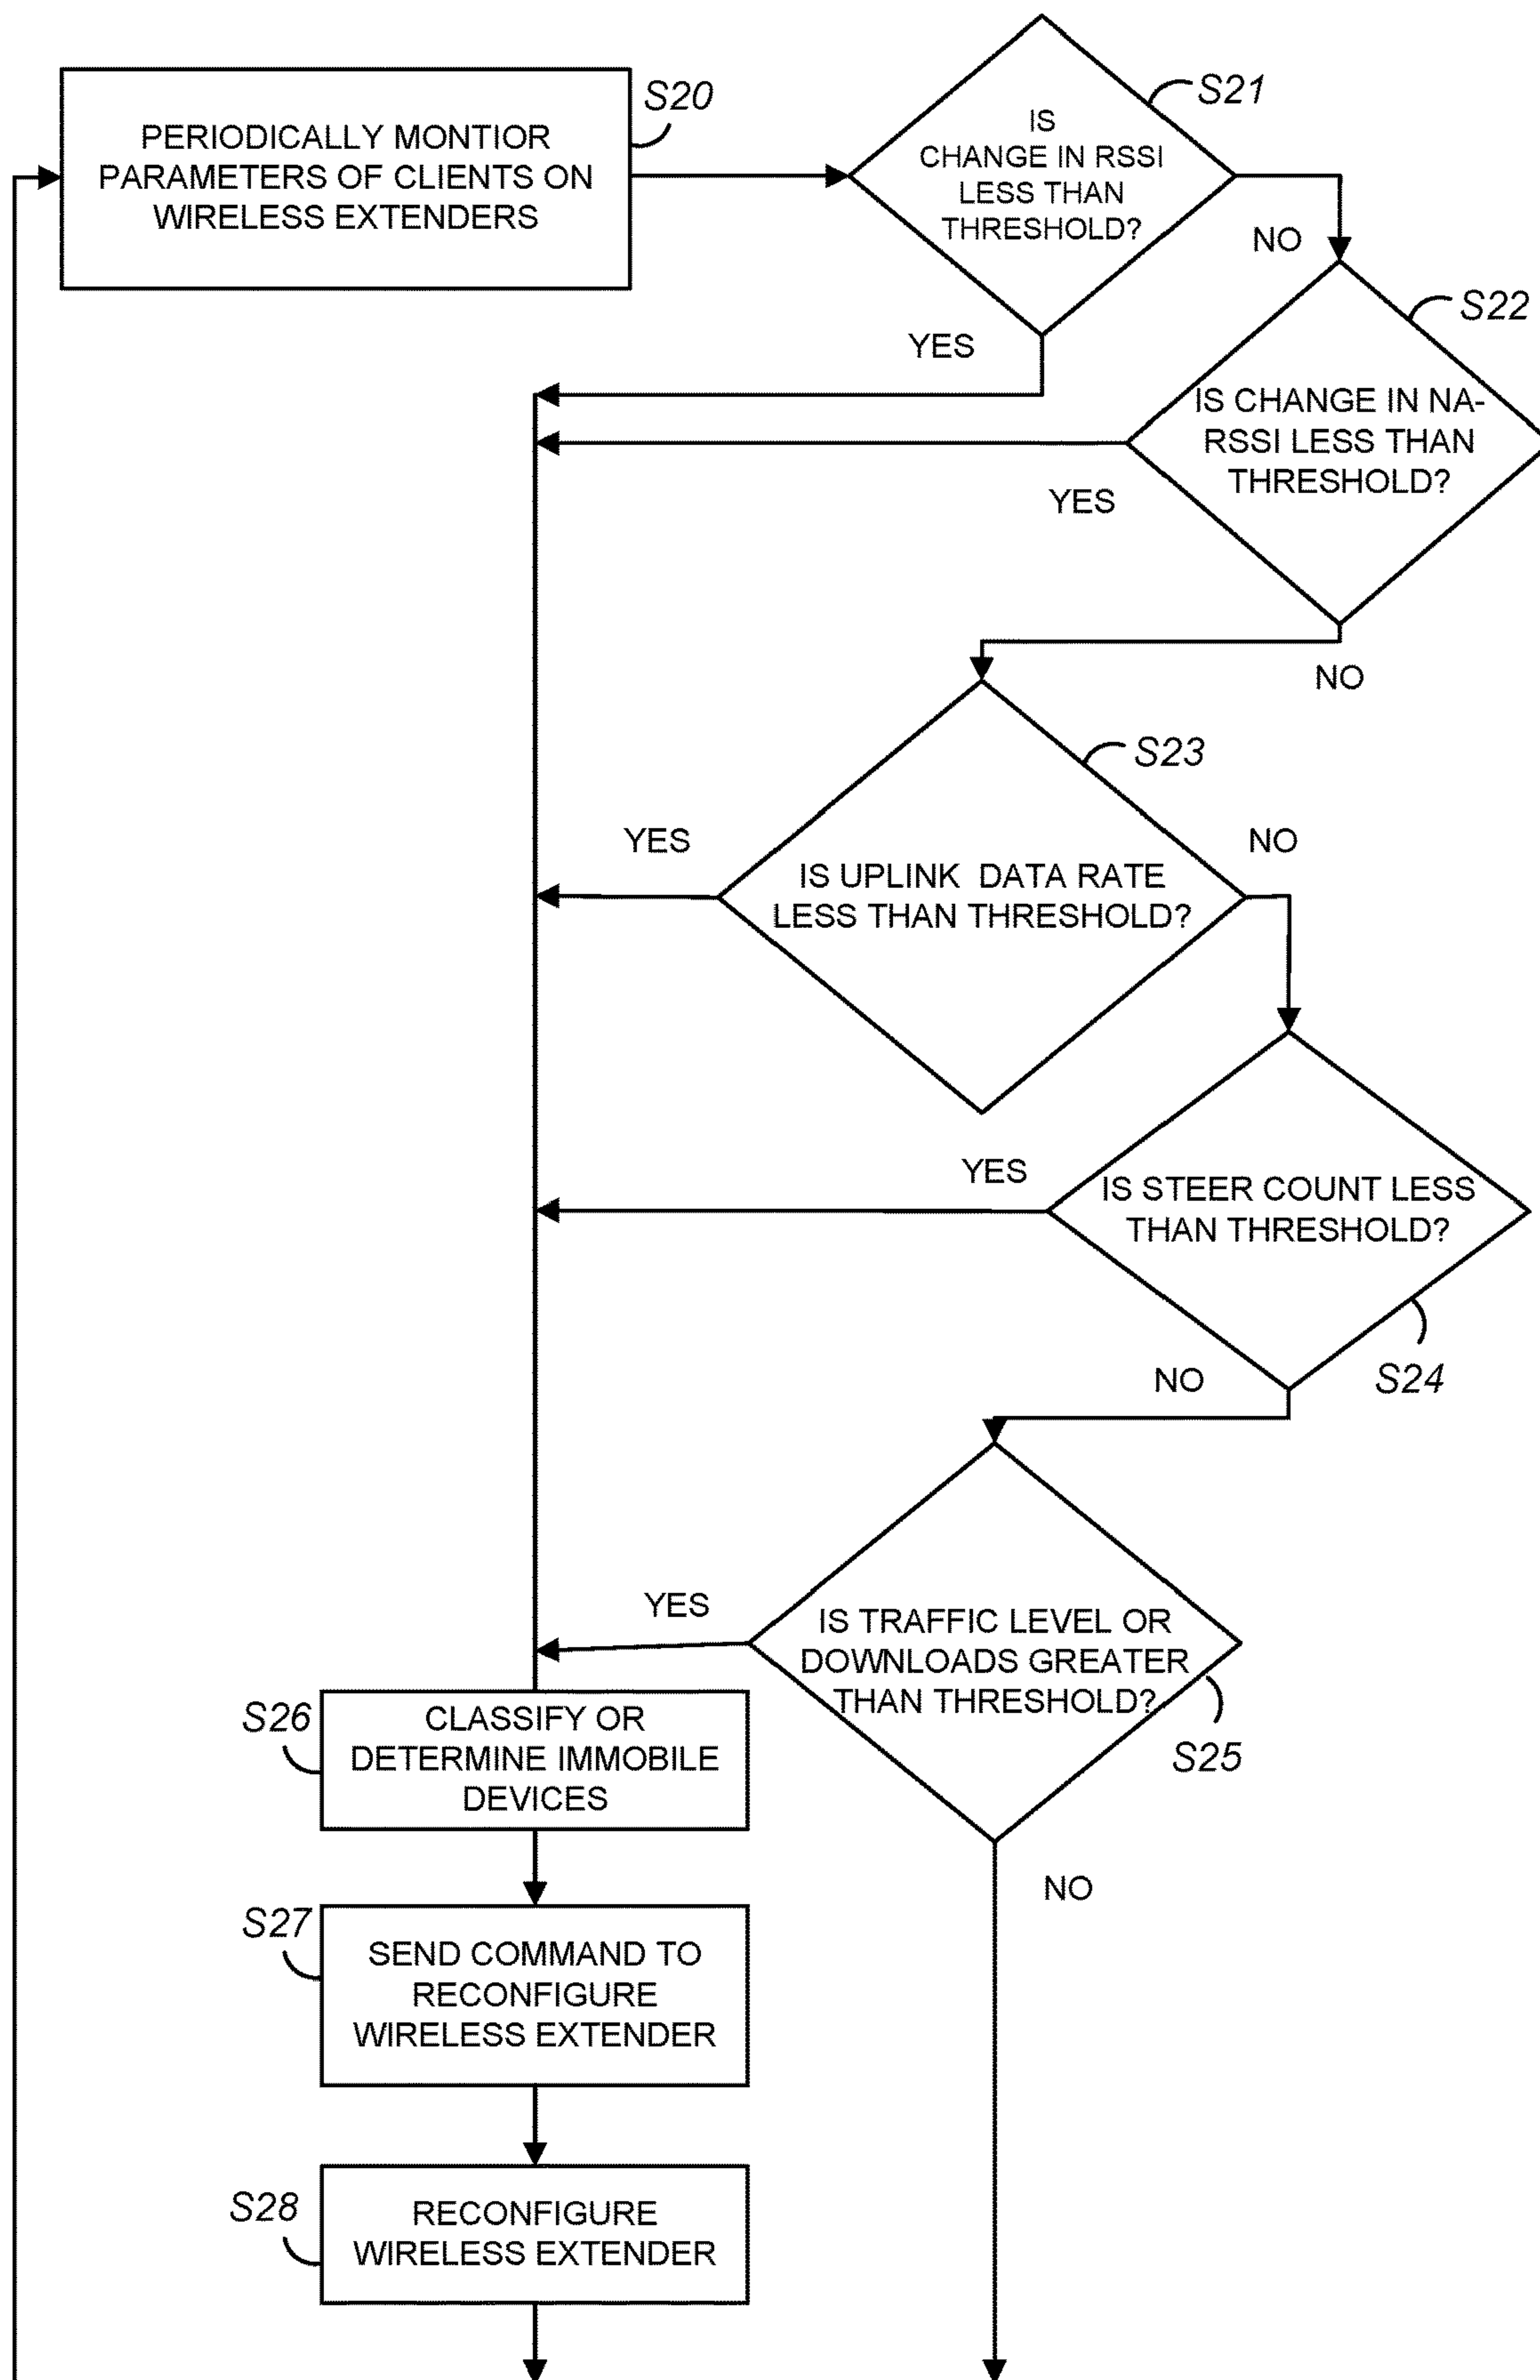 S20
PERIODICALLY MONTIOR
PARAMETERS OF CLIENTS ON
WIRELESS EXTENDERS
S21
IS
CHANGE IN RSSI
LESS THAN
THRESHOLD?
NO
YES
S22
IS CHANGE IN NA-
RSSI LESS THAN
THRESHOLD?
YES
NO
S23
YES
NO
IS UPLINK DATA RATE
LESS THAN THRESHOLD?
YES
IS STEER COUNT LESS
THAN THRESHOLD?
S24
NO
YES
IS TRAFFIC LEVEL OR
DOWNLOADS GREATER
THAN THRESHOLD?
S25
NO
S26
CLASSIFY OR
DETERMINE IMMOBILE
DEVICES
S27
SEND COMMAND TO
RECONFIGURE
WIRELESS EXTENDER
S28
RECONFIGURE
WIRELESS EXTENDER